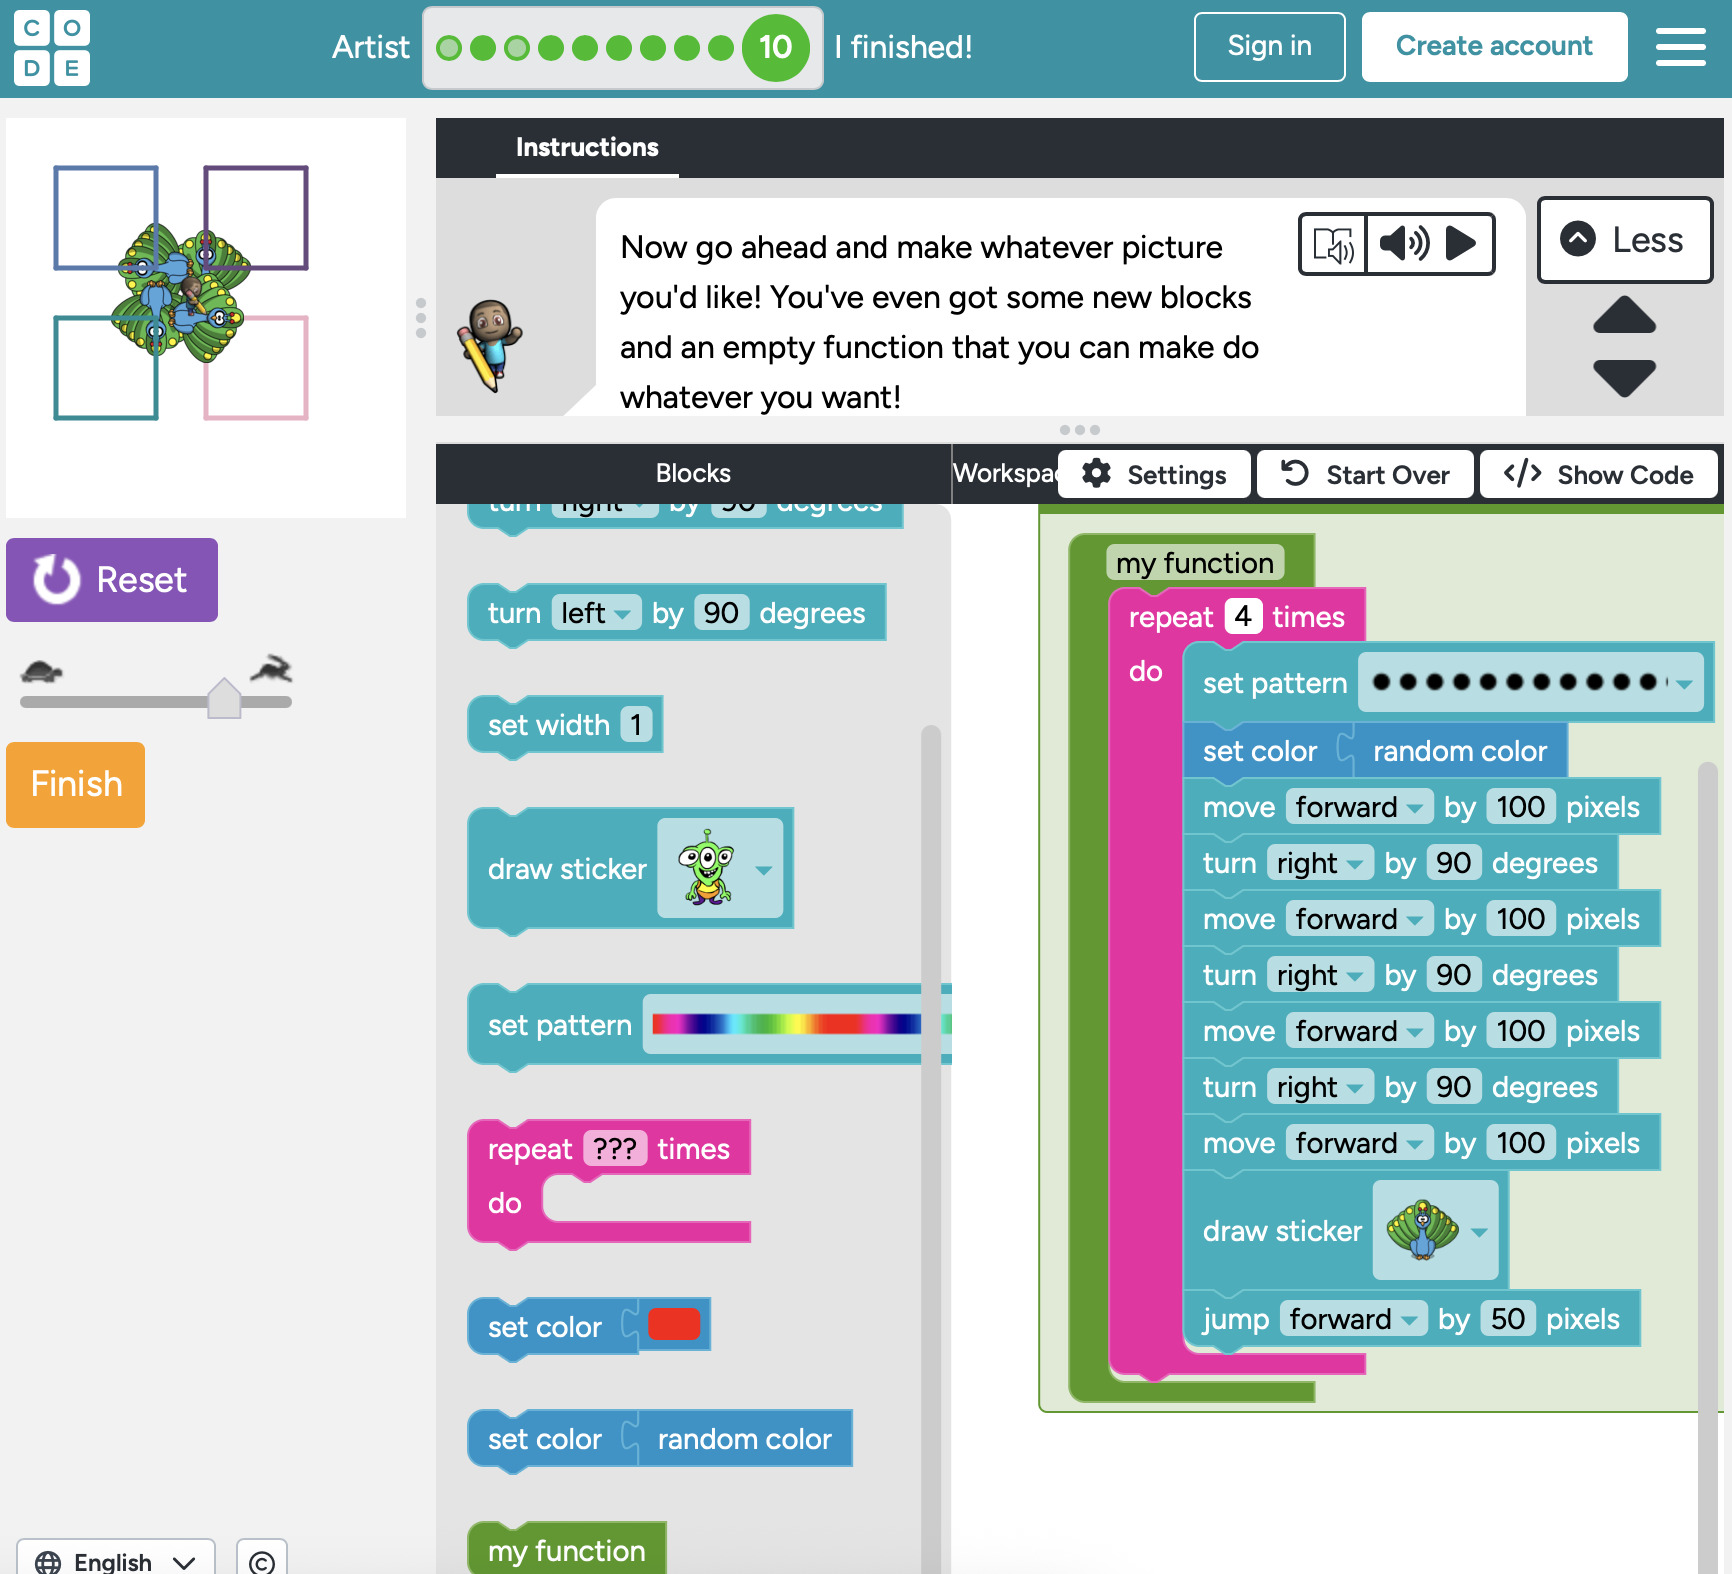 C O
D E
Artist
10
I finished!
Sign in
Create account
Instructions
Now go ahead and make whatever picture
you'd like! You've even got some new blocks
and an empty function that you can make do
whatever you want!
Less
Reset
Finish
English
©
Blocks
turn right by 90 degrees
turn left by 90 degrees
set width 1
draw sticker
set pattern
repeat ??? times
do
set color
set color random color
my function
Settings
Start Over
</> Show Code
my function
repeat 4 times
do
set pattern
set color random color
move forward by 100 pixels
turn right by 90 degrees
move forward by 100 pixels
turn right by 90 degrees
move forward by 100 pixels
turn right by 90 degrees
move forward by 100 pixels
draw sticker
jump forward by 50 pixels